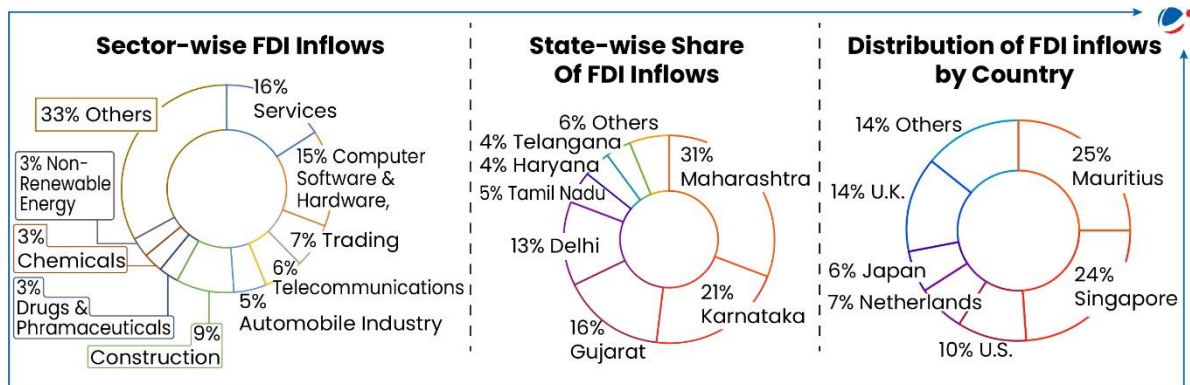 Sector-wise FDI Inflows
33% Others
16%
Services
15% Computer
Software &
Hardware,
7% Trading
6%
Telecommunications
5%
Automobile Industry
9%
Construction
3%
Drugs &
Phramaceuticals
3%
Chemicals
3% Non-
Renewable
Energy
State-wise Share
Of FDI Inflows
6% Others
4% Telangana
4% Haryana
5% Tamil Nadu
13% Delhi
16%
Gujarat
21%
Karnataka
31%
Maharashtra
Distribution of FDI inflows
by Country
14% Others
14% U.K.
6% Japan
7% Netherlands
10% U.S.
24%
Singapore
25%
Mauritius